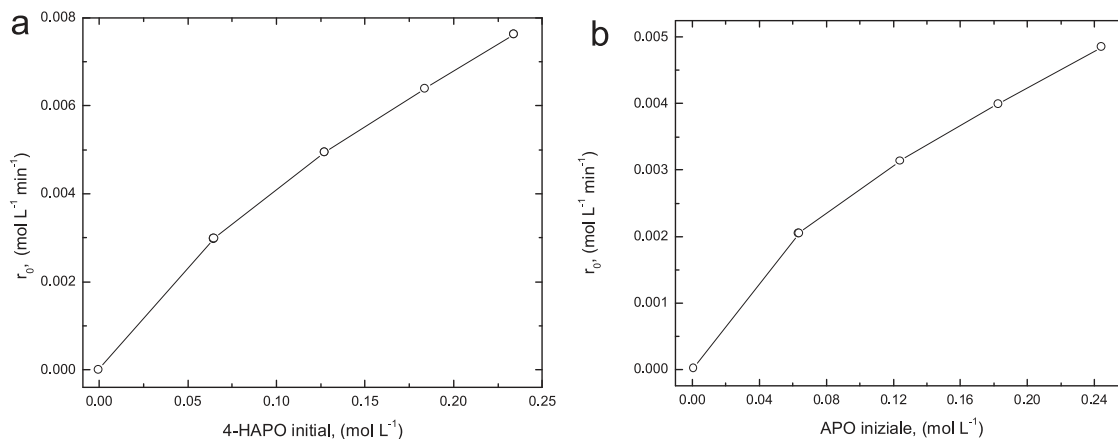 a
0.008
0.006
0.004
0.002
0.000
r0, (mol L-1 min-1)
0.00 0.05 0.10 0.15 0.20 0.25
4-HAPO initial, (mol L-1)
b
0.005
0.004
0.003
0.002
0.001
0.000
r0, (mol L-1 min-1)
0.00 0.04 0.08 0.12 0.16 0.20 0.24
APO iniziale, (mol L-1)